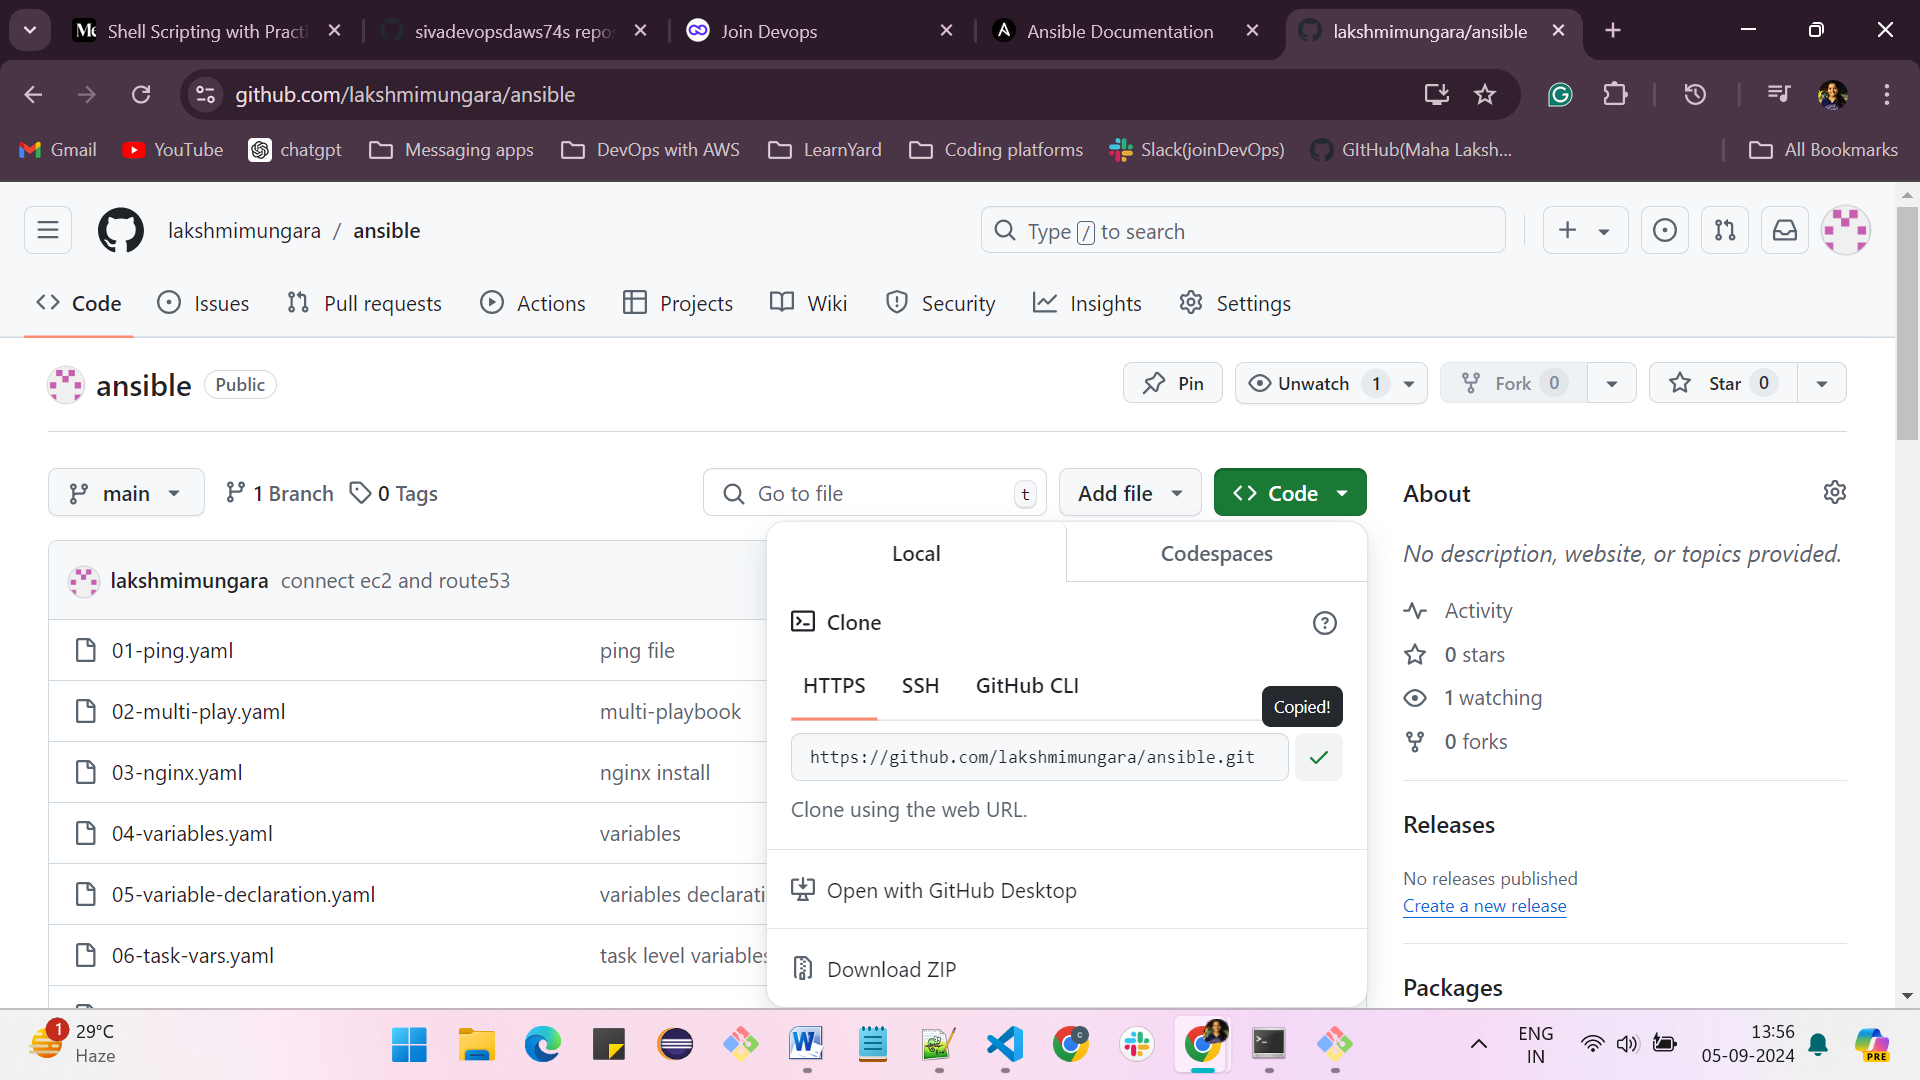 Shell Scripting with Practi
sivadevopsdaws74s repos
Join Devops
Ansible Documentation
lakshmimungara/ansible
github.com/lakshmimungara/ansible
Gmail
YouTube
chatgpt
Messaging apps
DevOps with AWS
LearnYard
Coding platforms
Slack(joinDevOps)
GItHub(Maha Laksh...
All Bookmarks
lakshmimungara / ansible
Type / to search
Code
Issues
Pull requests
Actions
Projects
Wiki
Security
Insights
Settings
ansible Public
Pin
Unwatch 1
Fork 0
Star 0
main
1 Branch
0 Tags
Go to file t
Add file
Code
About
No description, website, or topics provided.
Activity
0 stars
1 watching
0 forks
Releases
No releases published
Create a new release
Packages
lakshmimungara connect ec2 and route53
01-ping.yaml ping file
02-multi-play.yaml multi-playbook
03-nginx.yaml nginx install
04-variables.yaml variables
05-variable-declaration.yaml variables declarati
06-task-vars.yaml task level variables
Local
Codespaces
Clone
HTTPS
SSH
GitHub CLI
Copied!
https://github.com/lakshmimungara/ansible.git
Clone using the web URL.
Open with GitHub Desktop
Download ZIP
1
29°C
Haze
ENG
IN
13:56
05-09-2024
PRE